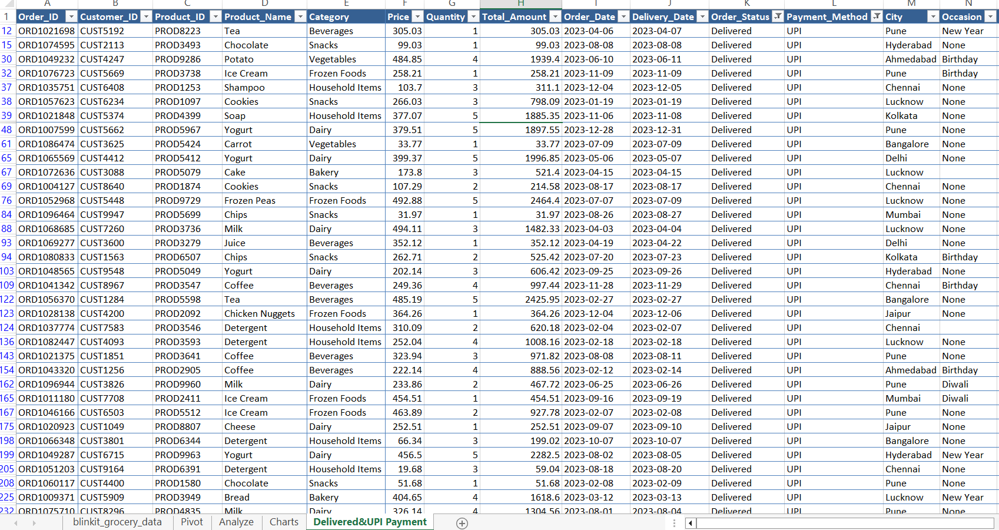 A B C D E F G H I J K L M N
1 Order_ID Customer_ID Product_ID Product_Name Category Price Quantity Total_Amount Order_Date Delivery_Date Order_Status Payment_Method City Occasion
12 ORD1021698 CUST5192 PROD8223 Tea Beverages 305.03 1 305.03 2023-04-06 2023-04-07 Delivered UPI Pune New Year
15 ORD1074595 CUST2113 PROD3493 Chocolate Snacks 99.03 1 99.03 2023-08-08 2023-08-08 Delivered UPI Hyderabad None
30 ORD1049232 CUST4247 PROD9286 Potato Vegetables 484.85 4 1939.4 2023-06-10 2023-06-11 Delivered UPI Ahmedabad Birthday
32 ORD1076723 CUST5669 PROD3738 Ice Cream Frozen Foods 258.21 1 258.21 2023-11-09 2023-11-09 Delivered UPI Pune Birthday
37 ORD1035751 CUST6408 PROD1253 Shampoo Household Items 103.7 3 311.1 2023-12-04 2023-12-05 Delivered UPI Chennai None
38 ORD1057623 CUST6234 PROD1097 Cookies Snacks 266.03 3 798.09 2023-01-19 2023-01-19 Delivered UPI Lucknow None
39 ORD1021848 CUST5374 PROD4399 Soap Household Items 377.07 5 1885.35 2023-11-06 2023-11-08 Delivered UPI Kolkata None
48 ORD1007599 CUST5662 PROD5967 Yogurt Dairy 379.51 5 1897.55 2023-12-28 2023-12-31 Delivered UPI Pune None
61 ORD1086474 CUST3625 PROD5424 Carrot Vegetables 33.77 1 33.77 2023-07-09 2023-07-09 Delivered UPI Bangalore None
65 ORD1065569 CUST4412 PROD5412 Yogurt Dairy 399.37 5 1996.85 2023-05-06 2023-05-07 Delivered UPI Delhi None
67 ORD1072636 CUST3088 PROD5079 Cake Bakery 173.8 3 521.4 2023-04-15 2023-04-15 Delivered UPI Lucknow
69 ORD1004127 CUST8640 PROD1874 Cookies Snacks 107.29 2 214.58 2023-08-17 2023-08-17 Delivered UPI Chennai None
76 ORD1052968 CUST5448 PROD9729 Frozen Peas Frozen Foods 492.88 5 2464.4 2023-07-07 2023-07-09 Delivered UPI Lucknow None
84 ORD1096464 CUST9947 PROD5699 Chips Snacks 31.97 1 31.97 2023-08-26 2023-08-27 Delivered UPI Mumbai None
88 ORD1068685 CUST7260 PROD3736 Milk Dairy 494.11 3 1482.33 2023-04-03 2023-04-04 Delivered UPI Lucknow None
93 ORD1069277 CUST3600 PROD3279 Juice Beverages 352.12 1 352.12 2023-04-19 2023-04-22 Delivered UPI Delhi None
94 ORD1080833 CUST1563 PROD6507 Chips Snacks 262.71 2 525.42 2023-07-20 2023-07-23 Delivered UPI Kolkata Birthday
103 ORD1048565 CUST9548 PROD5049 Yogurt Dairy 202.14 3 606.42 2023-09-25 2023-09-26 Delivered UPI Hyderabad None
109 ORD1041342 CUST8967 PROD3547 Coffee Beverages 249.36 4 997.44 2023-11-28 2023-11-29 Delivered UPI Chennai Birthday
122 ORD1056370 CUST1284 PROD5598 Tea Beverages 485.19 5 2425.95 2023-02-27 2023-02-27 Delivered UPI Bangalore None
123 ORD1028138 CUST4200 PROD2092 Chicken Nuggets Frozen Foods 364.26 1 364.26 2023-12-04 2023-12-06 Delivered UPI Jaipur None
124 ORD1037774 CUST7583 PROD3546 Detergent Household Items 310.09 2 620.18 2023-02-04 2023-02-07 Delivered UPI Chennai
136 ORD1082447 CUST4093 PROD3593 Detergent Household Items 252.04 4 1008.16 2023-02-18 2023-02-18 Delivered UPI Lucknow None
143 ORD1021375 CUST1851 PROD3641 Coffee Beverages 323.94 3 971.82 2023-08-08 2023-08-11 Delivered UPI Pune None
154 ORD1043320 CUST1256 PROD2905 Coffee Beverages 222.14 4 888.56 2023-02-12 2023-02-14 Delivered UPI Ahmedabad Birthday
162 ORD1096944 CUST3826 PROD9960 Milk Dairy 233.86 2 467.72 2023-06-25 2023-06-26 Delivered UPI Pune Diwali
165 ORD1011180 CUST7708 PROD2411 Ice Cream Frozen Foods 454.51 1 454.51 2023-09-16 2023-09-19 Delivered UPI Mumbai Diwali
167 ORD1046166 CUST6503 PROD5512 Ice Cream Frozen Foods 463.89 2 927.78 2023-02-07 2023-02-08 Delivered UPI Pune None
175 ORD1020923 CUST1049 PROD8807 Cheese Dairy 252.51 1 252.51 2023-09-07 2023-09-10 Delivered UPI Jaipur None
198 ORD1066348 CUST3801 PROD6344 Detergent Household Items 66.34 3 199.02 2023-10-07 2023-10-07 Delivered UPI Bangalore None
199 ORD1049287 CUST6715 PROD9963 Yogurt Dairy 456.5 5 2282.5 2023-08-02 2023-08-05 Delivered UPI Hyderabad New Year
205 ORD1051203 CUST9164 PROD6391 Detergent Household Items 19.68 3 59.04 2023-08-18 2023-08-20 Delivered UPI Chennai None
208 ORD1060117 CUST4400 PROD1580 Chocolate Snacks 51.68 1 51.68 2023-02-08 2023-02-09 Delivered UPI Pune None
225 ORD1009371 CUST5909 PROD3949 Bread Bakery 404.65 4 1618.6 2023-03-12 2023-03-13 Delivered UPI Lucknow New Year
232 ORD1075710 CUST8296 PROD4835 Milk Dairy 326.14 4 1304.56 2023-08-01 2023-08-04 Delivered UPI Pune None
blinkit_grocery_data Pivot Analyze Charts Delivered&UPI Payment